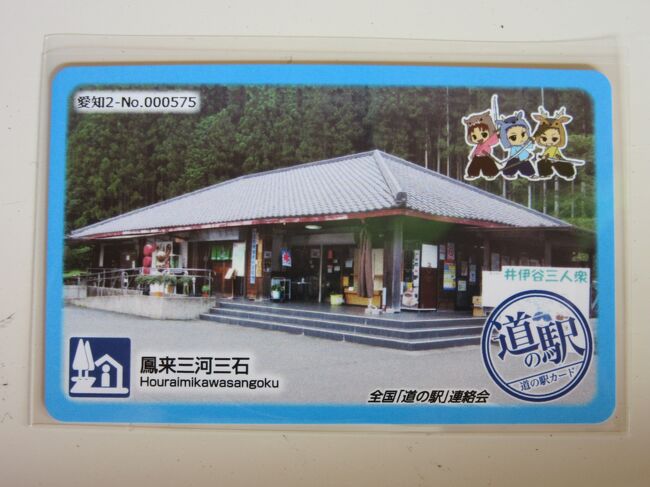 愛知2-No.000575
井伊谷三人衆
道の駅
道の駅カード
鳳来三河三石
Houraimikawasangoku
全国「道の駅」連絡会